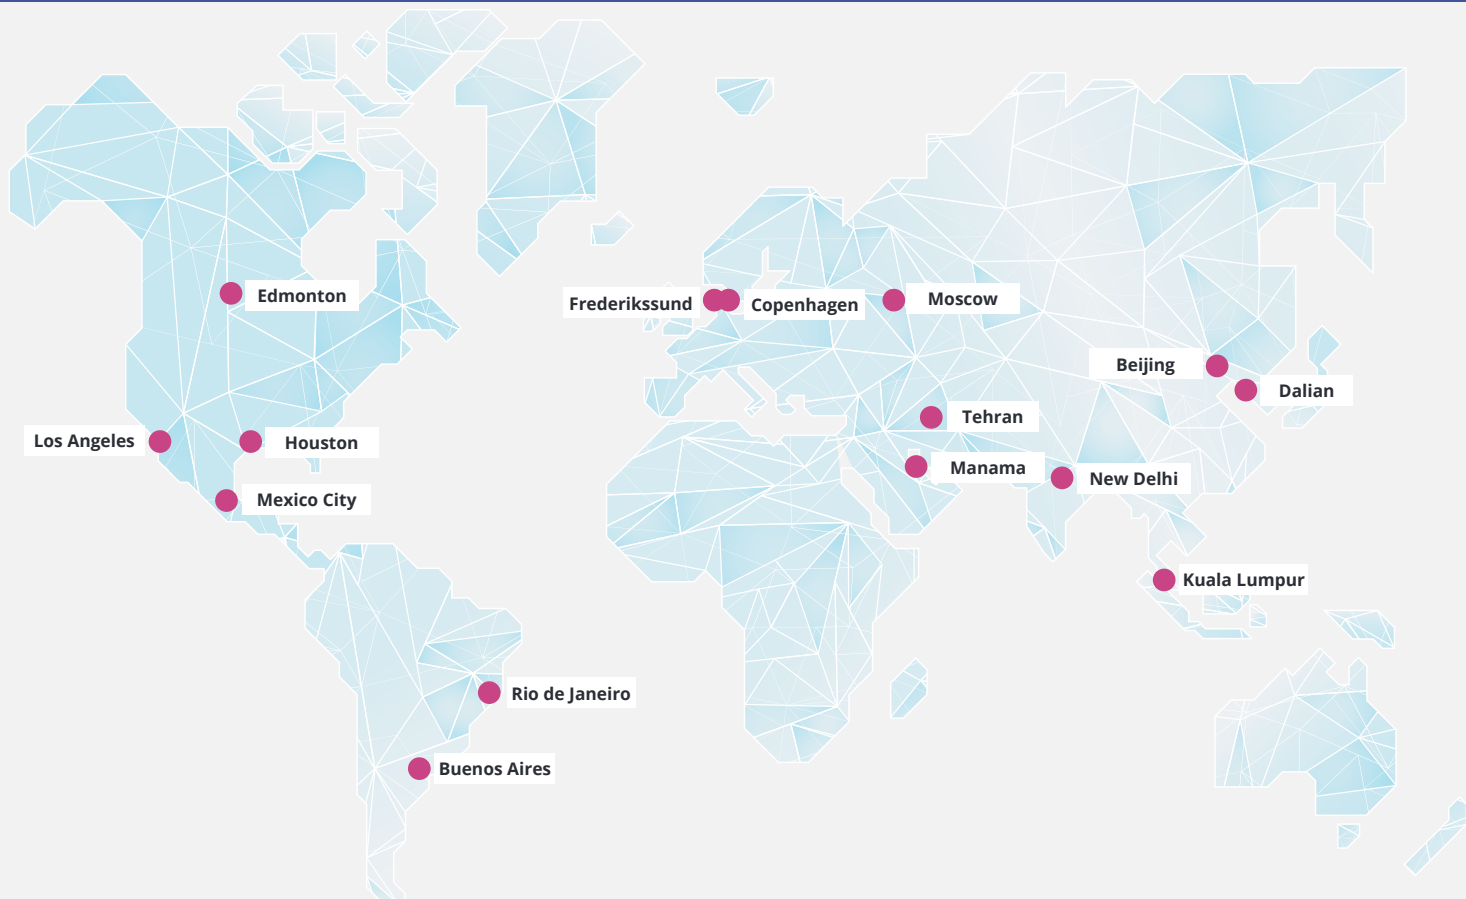 Edmonton
Frederikssund
Copenhagen
Moscow
Beijing
Dalian
Los Angeles
Houston
Tehran
Manama
New Delhi
Mexico City
Kuala Lumpur
Rio de Janeiro
Buenos Aires